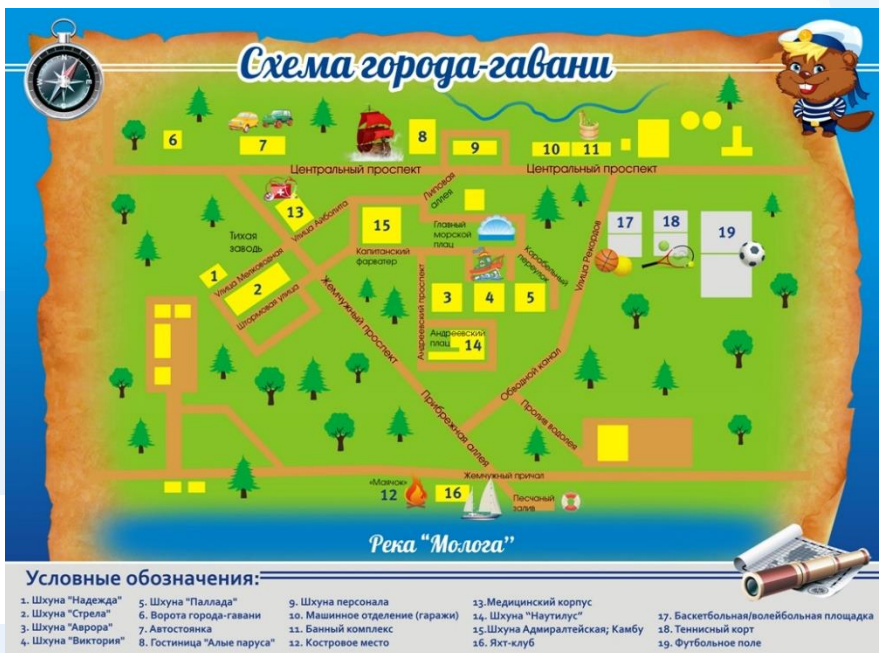 Схема города-гавани
6
7
8
9
10
11
Центральный проспект
Центральный проспект
13
Улица Айболита
Липовая
аллея
15
Главный
морской
плац
17
18
19
Тихая
заводь
Капитанский
фарватер
Корабельный
переулок
Улица Рекордов
1
Улица Мелководная
2
Штормовая улица
Жемчужный проспект
Андреевский проспект
3
4
5
Андреевский
плац
14
Обводной канал
Прибрежная аллея
Пролив водолея
Жемчужный причал
«Маячок»
12
16
Песчаный
залив
Река "Молога"
Условные обозначения:
1. Шхуна "Надежда"
2. Шхуна "Стрела"
3. Шхуна "Аврора"
4. Шхуна "Виктория"
5. Шхуна "Паллада"
6. Ворота города-гавани
7. Автостоянка
8. Гостиница "Алые паруса"
9. Шхуна персонала
10. Машинное отделение (гаражи)
11. Банный комплекс
12. Костровое место
13.Медицинский корпус
14. Шхуна "Наутилус"
15.Шхуна Адмиралтейская; Камбу
16. Яхт-клуб
17. Баскетбольная/волейбольная площадка
18. Теннисный корт
19. Футбольное поле